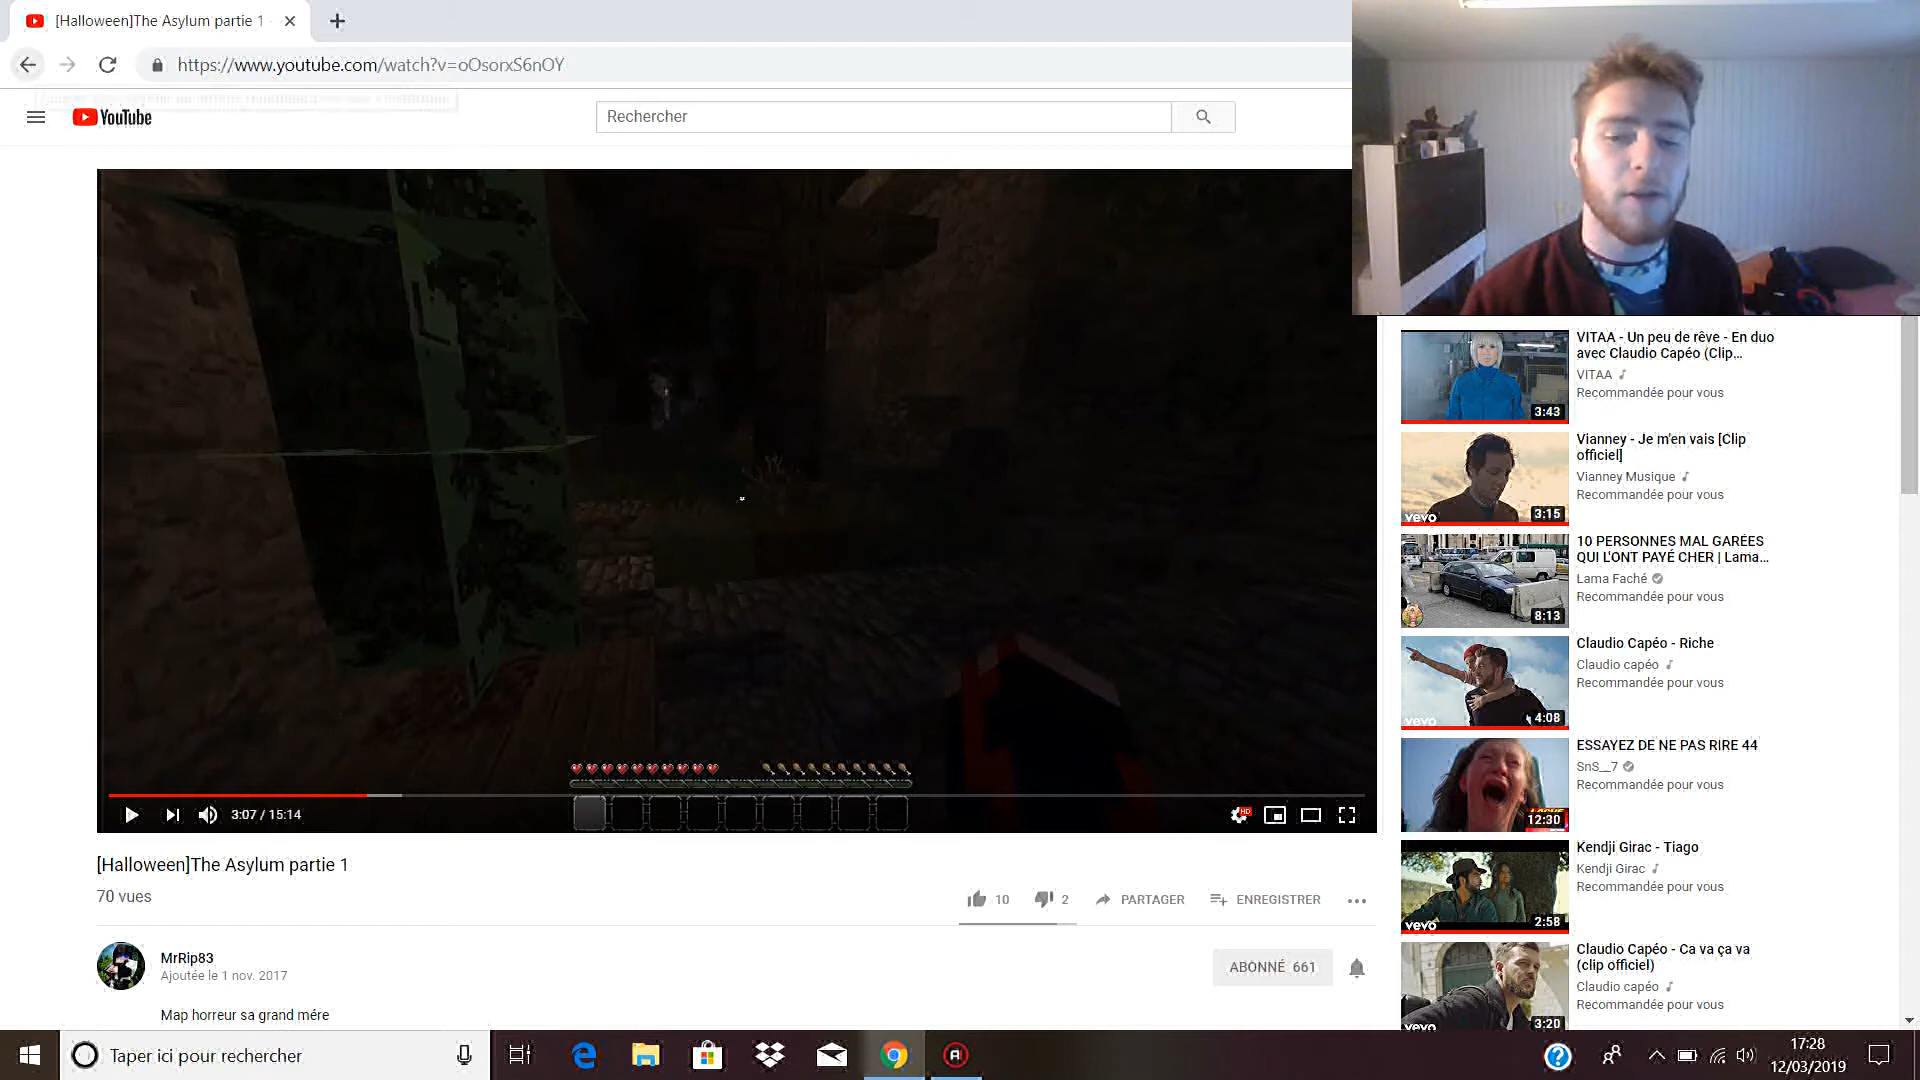 [Halloween]The Asylum partie 1
https://www.youtube.com/watch?v=oOsorxS6nOY
YouTube
Rechercher
3:07 / 15:14
HD
[Halloween]The Asylum partie 1
70 vues
10
2
PARTAGER
ENREGISTRER
MrRip83
Ajoutée le 1 nov. 2017
ABONNÉ 661
Map horreur sa grand mére
VITAA - Un peu de rêve - En duo
avec Claudio Capéo (Clip...
VITAA
Recommandée pour vous
3:43
Vianney - Je m'en vais [Clip
officiel]
Vianney Musique
Recommandée pour vous
vevo
3:15
10 PERSONNES MAL GARÉES
QUI L'ONT PAYÉ CHER | Lama...
Lama Faché
Recommandée pour vous
8:13
Claudio Capéo - Riche
Claudio capéo
Recommandée pour vous
vevo
4:08
ESSAYEZ DE NE PAS RIRE 44
SnS__7
Recommandée pour vous
12:30
Kendji Girac - Tiago
Kendji Girac
Recommandée pour vous
vevo
2:58
Claudio Capéo - Ca va ça va
(clip officiel)
Claudio capéo
Recommandée pour vous
vevo
3:20
Taper ici pour rechercher
17:28
12/03/2019